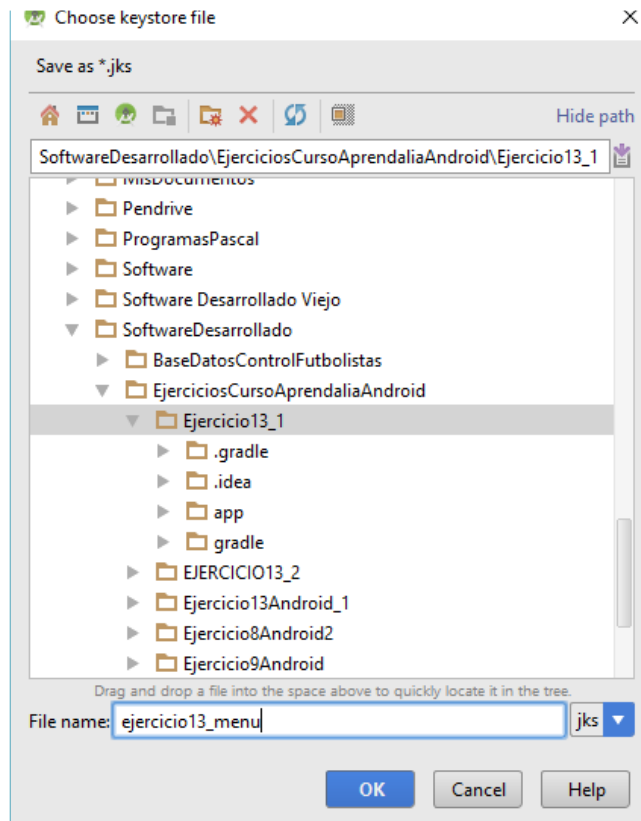 Choose keystore file
Save as *.jks
Hide path
SoftwareDesarrollado\EjerciciosCursoAprendaliaAndroid\Ejercicio13_1
MisDocumentos
Pendrive
ProgramasPascal
Software
Software Desarrollado Viejo
SoftwareDesarrollado
BaseDatosControlFutbolistas
EjerciciosCursoAprendaliaAndroid
Ejercicio13_1
.gradle
.idea
app
gradle
EJERCICIO13_2
Ejercicio13Android_1
Ejercicio8Android2
Ejercicio9Android
Drag and drop a file into the space above to quickly locate it in the tree.
File name: ejercicio13_menu jks
OK Cancel Help